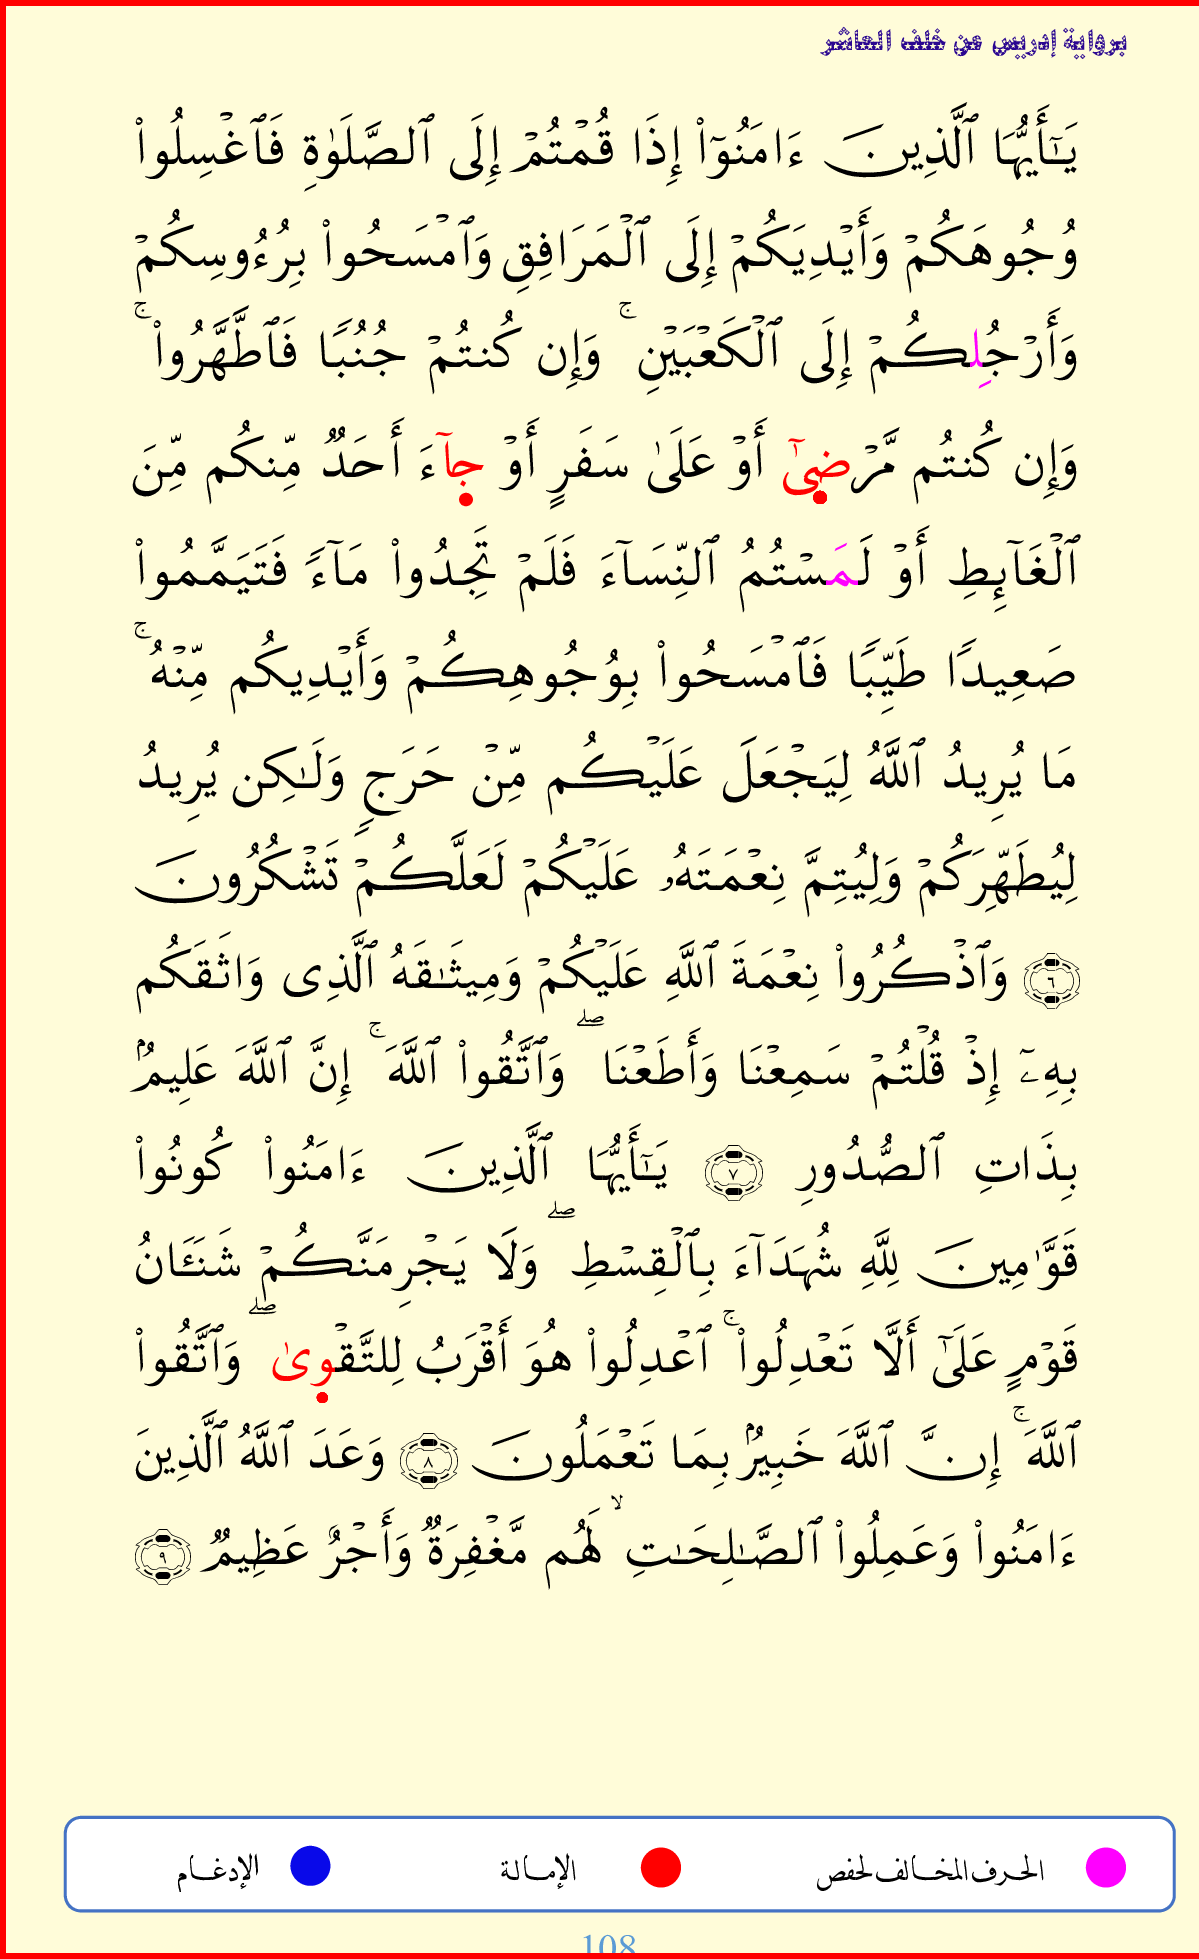 برواية إدريس عن خلف العاشر
يَـٰٓأَيُّهَا ٱلَّذِينَ ءَامَنُوٓا۟ إِذَا قُمْتُمْ إِلَى ٱلصَّلَوٰةِ فَٱغْسِلُوا۟
وُجُوهَكُمْ وَأَيْدِيَكُمْ إِلَى ٱلْمَرَافِقِ وَٱمْسَحُوا۟ بِرُءُوسِكُمْ
وَأَرْجُلِكُمْ إِلَى ٱلْكَعْبَيْنِ ۚ وَإِن كُنتُمْ جُنُبًا فَٱطَّهَّرُوا۟ ۚ
وَإِن كُنتُم مَّرْضِىٰٓ أَوْ عَلَىٰ سَفَرٍ أَوْ جآءَ أَحَدٌ مِّنكُم مِّنَ
ٱلْغَآئِطِ أَوْ لَمَسْتُمُ ٱلنِّسَآءَ فَلَمْ تَجِدُوا۟ مَآءً فَتَيَمَّمُوا۟
صَعِيدًا طَيِّبًا فَٱمْسَحُوا۟ بِوُجُوهِكُمْ وَأَيْدِيكُم مِّنْهُ ۚ
مَا يُرِيدُ ٱللَّهُ لِيَجْعَلَ عَلَيْكُم مِّنْ حَرَجٍ وَلَـٰكِن يُرِيدُ
لِيُطَهِّرَكُمْ وَلِيُتِمَّ نِعْمَتَهُۥ عَلَيْكُمْ لَعَلَّكُمْ تَشْكُرُونَ
٦ وَٱذْكُرُوا۟ نِعْمَةَ ٱللَّهِ عَلَيْكُمْ وَمِيثَـٰقَهُ ٱلَّذِى وَاثَقَكُم
بِهِۦٓ إِذْ قُلْتُمْ سَمِعْنَا وَأَطَعْنَا ۖ وَٱتَّقُوا۟ ٱللَّهَ ۚ إِنَّ ٱللَّهَ عَلِيمٌۢ
بِذَاتِ ٱلصُّدُورِ ٧ يَـٰٓأَيُّهَا ٱلَّذِينَ ءَامَنُوا۟ كُونُوا۟
قَوَّٰمِينَ لِلَّهِ شُهَدَآءَ بِٱلْقِسْطِ ۖ وَلَا يَجْرِمَنَّكُمْ شَنَـَٔانُ
قَوْمٍ عَلَىٰٓ أَلَّا تَعْدِلُوا۟ ۚ ٱعْدِلُوا۟ هُوَ أَقْرَبُ لِلتَّقْوِىٰ ۖ وَٱتَّقُوا۟
ٱللَّهَ ۚ إِنَّ ٱللَّهَ خَبِيرٌۢ بِمَا تَعْمَلُونَ ٨ وَعَدَ ٱللَّهُ ٱلَّذِينَ
ءَامَنُوا۟ وَعَمِلُوا۟ ٱلصَّـٰلِحَـٰتِ ۙ لَهُم مَّغْفِرَةٌ وَأَجْرٌ عَظِيمٌ ٩
الحرف المخالف لحفص الإمالة الإدغام
108